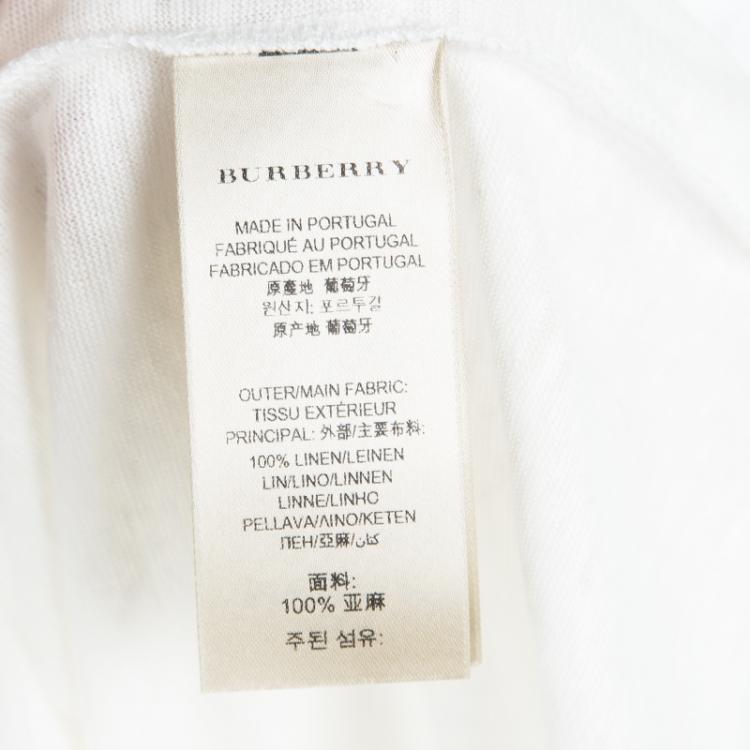 BURBERRY
MADE IN PORTUGAL
FABRIQUÉ AU PORTUGAL
FABRICADO EM PORTUGAL
原產地 葡萄牙
원산지: 포르투갈
原产地 葡萄牙
OUTER/MAIN FABRIC:
TISSU EXTÉRIEUR
PRINCIPAL: 外部/主要布料:
100% LINEN/LEINEN
LIN/LINO/LINNEN
LINNE/LINHO
PELLAVA/ΛΙΝΟ/KETEN
ЛЕН/亞麻/كتان
面料:
100% 亚麻
주된 섬유: